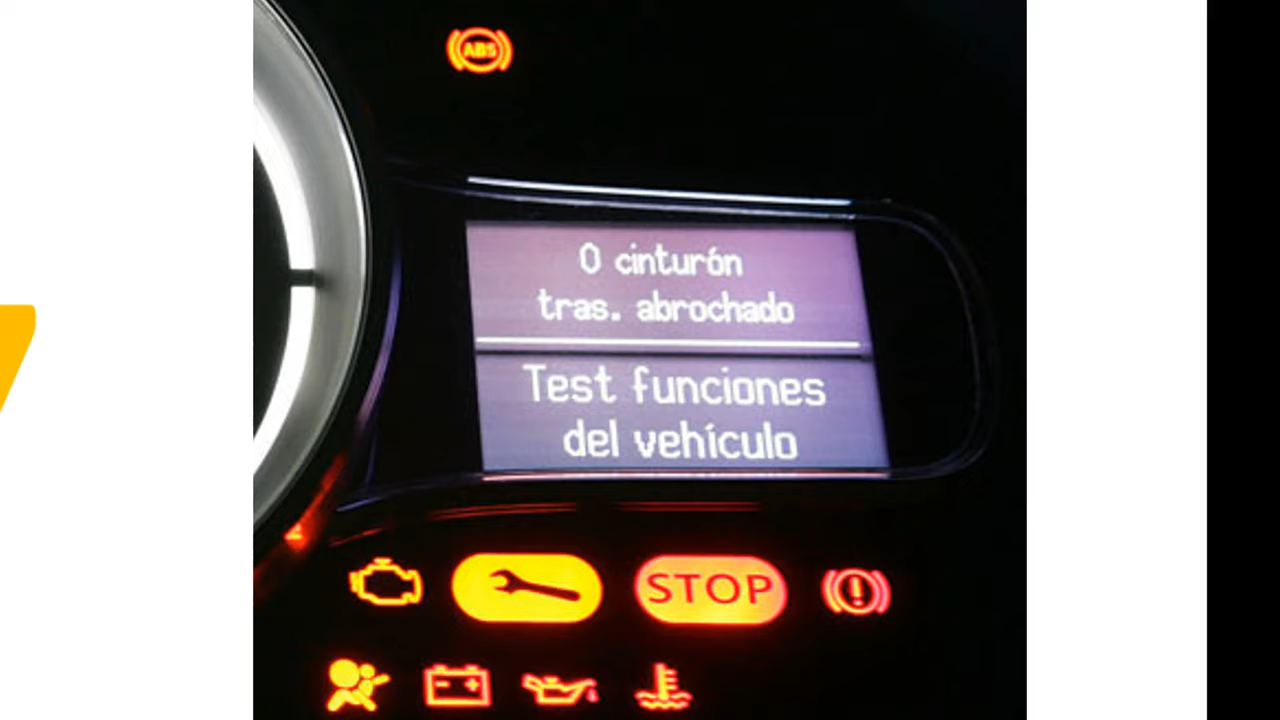 ABS
0 cinturón
tras. abrochado
Test funciones
del vehículo
STOP